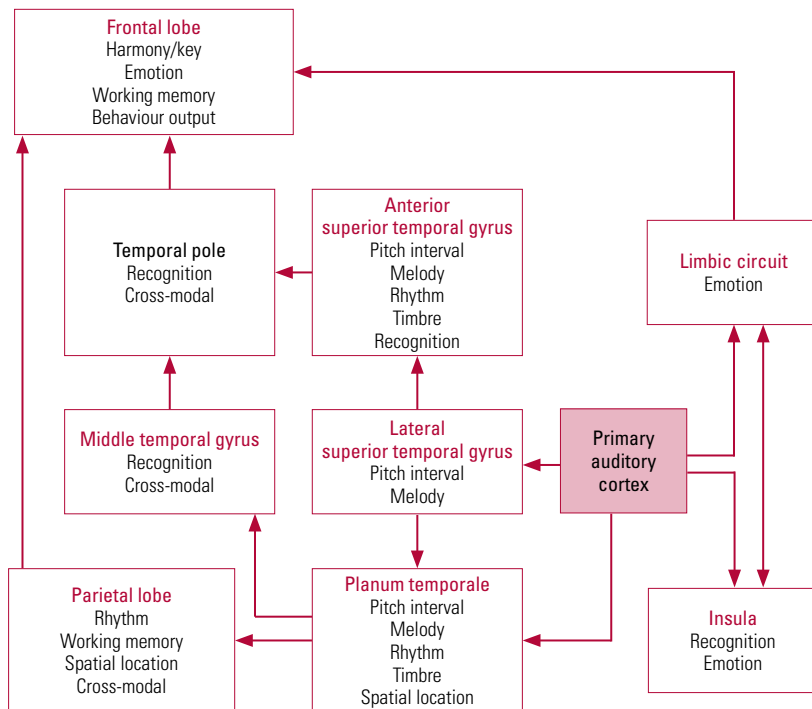 Frontal lobe
Harmony/key
Emotion
Working memory
Behaviour output
Temporal pole
Recognition
Cross-modal
Anterior
superior temporal gyrus
Pitch interval
Melody
Rhythm
Timbre
Recognition
Limbic circuit
Emotion
Middle temporal gyrus
Recognition
Cross-modal
Lateral
superior temporal gyrus
Pitch interval
Melody
Primary
auditory
cortex
Parietal lobe
Rhythm
Working memory
Spatial location
Cross-modal
Planum temporale
Pitch interval
Melody
Rhythm
Timbre
Spatial location
Insula
Recognition
Emotion